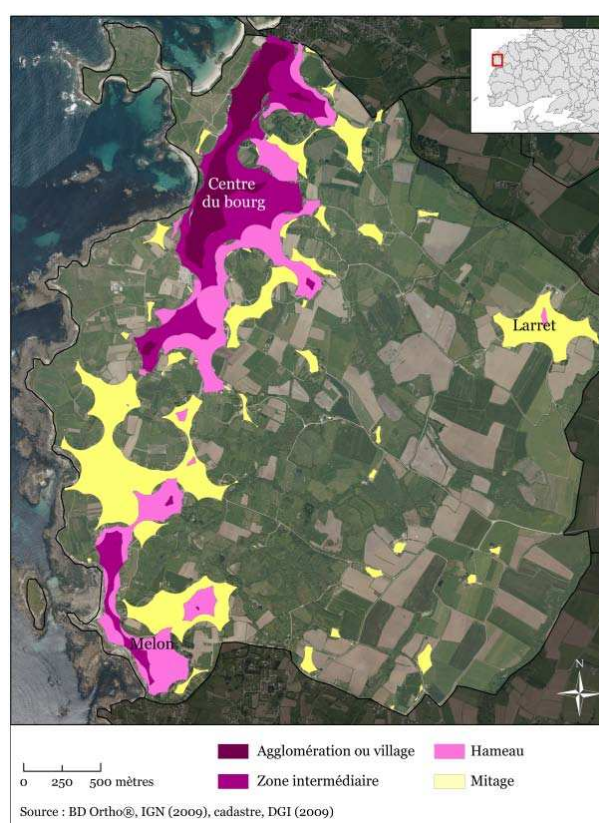 Centre
du bourg
Larret
Melon
N
Agglomération ou village
Hameau
0 250 500 mètres
Zone intermédiaire
Mitage
Source : BD Ortho®, IGN (2009), cadastre, DGI (2009)